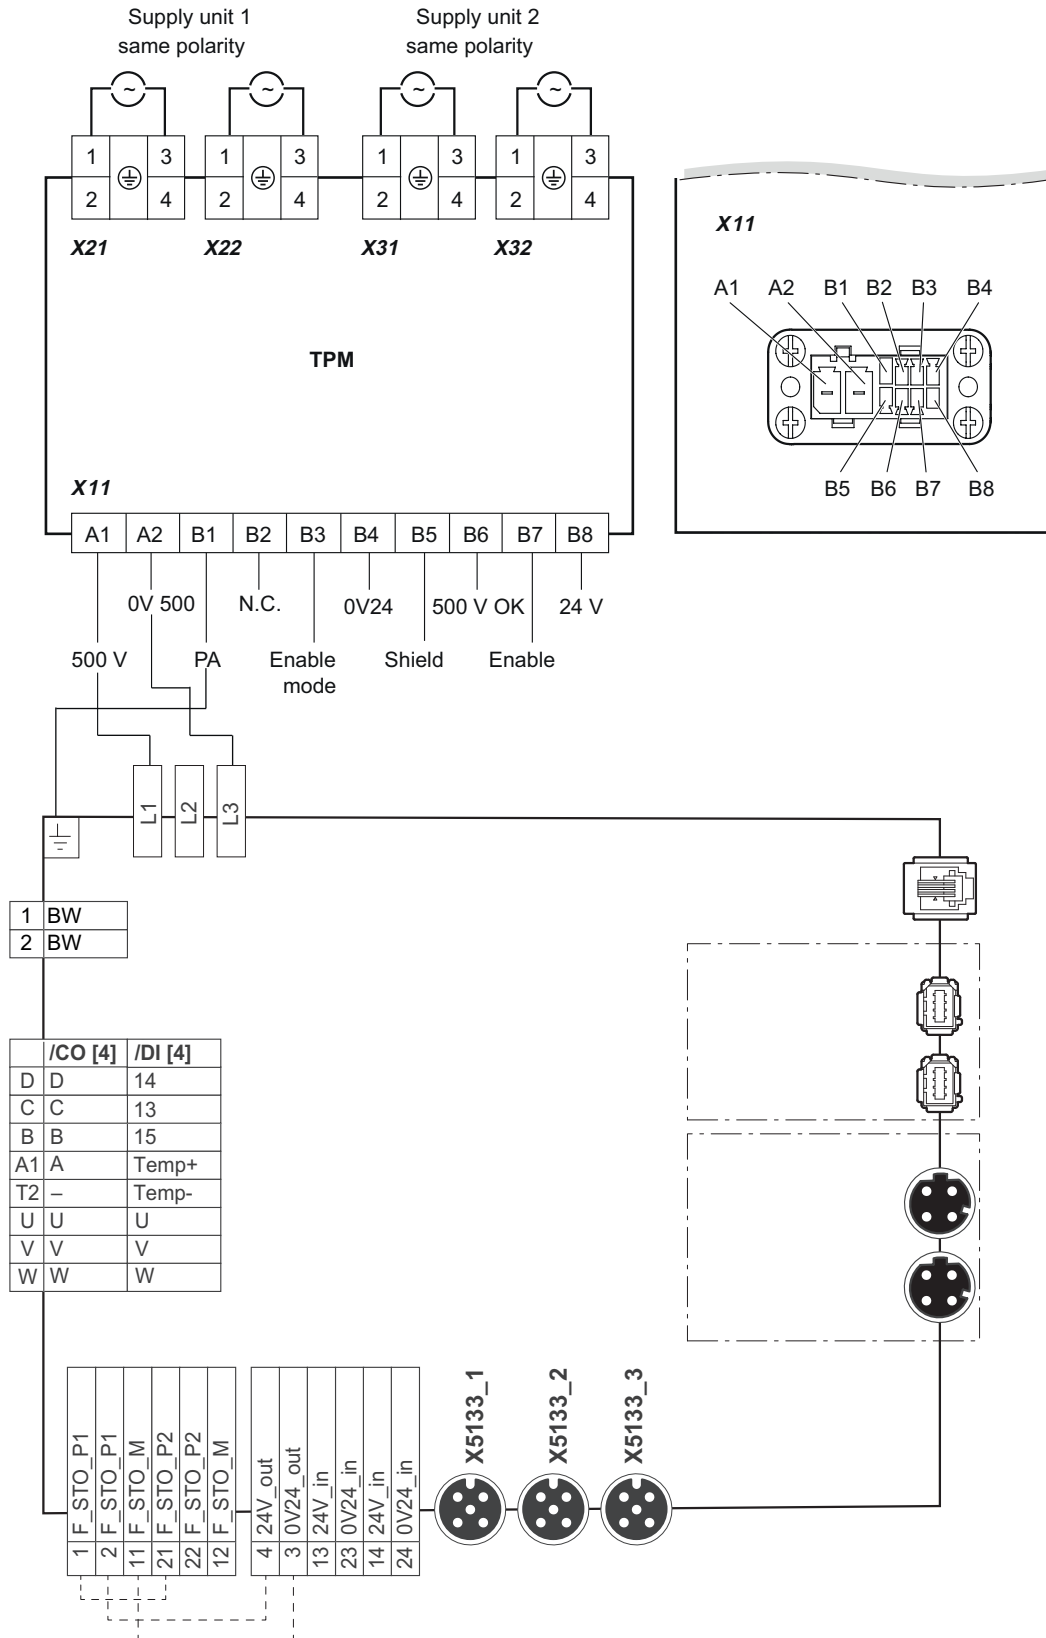 Supply unit 1
same polarity
Supply unit 2
same polarity
~ ~ ~ ~
1 3 1 3 1 3 1 3
2 4 2 4 2 4 2 4
X21 X22 X31 X32
TPM
X11
A1 A2 B1 B2 B3 B4 B5 B6 B7 B8
0V 500 N.C. 0V24 500 V OK 24 V
500 V PA Enable mode Shield Enable
X11
A1 A2 B1 B2 B3 B4
B5 B6 B7 B8
L1
L2
L3
1 BW
2 BW
/CO [4] /DI [4]
D D 14
C C 13
B B 15
A1 A Temp+
T2 – Temp-
U U U
V V V
W W W
1 F_STO_P1
2 F_STO_P1
11 F_STO_M
21 F_STO_P2
22 F_STO_P2
12 F_STO_M
4 24V_out
3 0V24_out
13 24V_in
23 0V24_in
14 24V_in
24 0V24_in
X5133_1
X5133_2
X5133_3